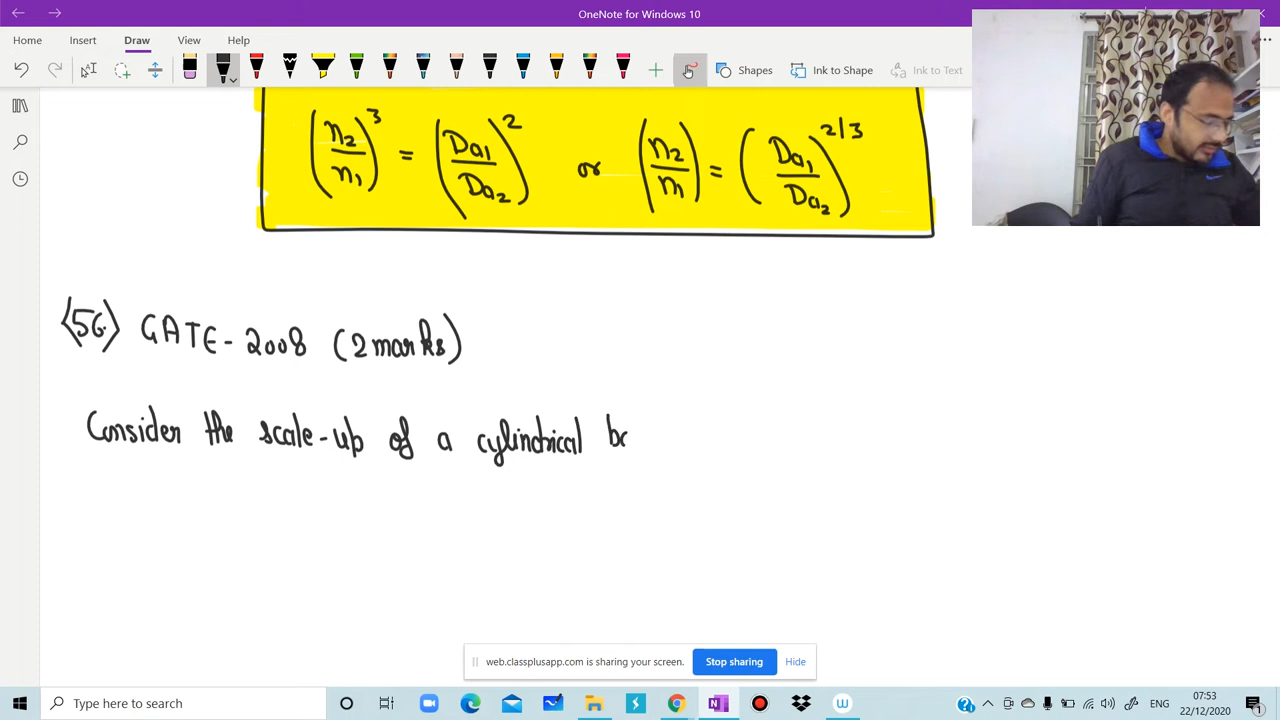 OneNote for Windows 10
Home Insert Draw View Help
Shapes Ink to Shape Ink to Text
(n2/n1)^3 = (Da1/Da2)^2 or (n2/n1) = (Da1/Da2)^2/3
<56> GATE-2008 (2 marks)
Consider the scale-up of a cylindrical
web.classplusapp.com is sharing your screen. Stop sharing Hide
Type here to search
ENG
07:53
22/12/2020